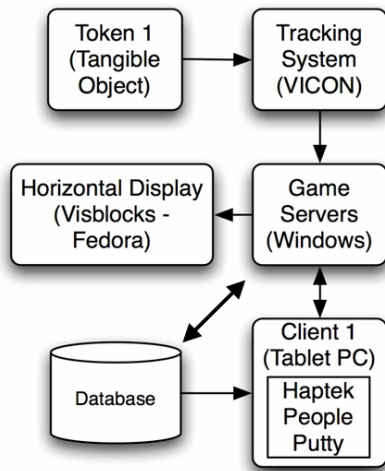 Token 1
(Tangible
Object)
Tracking
System
(VICON)
Horizontal Display
(Visblocks -
Fedora)
Game
Servers
(Windows)
Database
Client 1
(Tablet PC)
Haptek
People
Putty